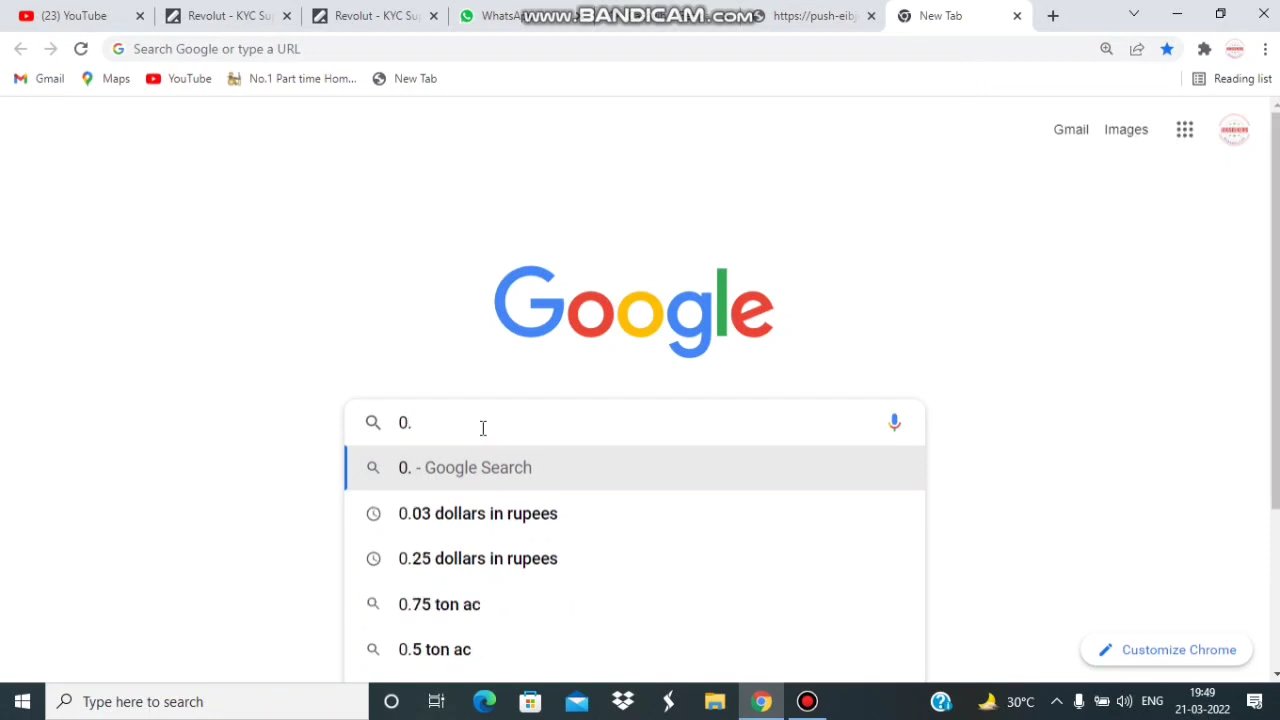 (23) YouTube
Revolut - KYC Su
Revolut - KYC Su
WhatsA
www.BANDICAM.com
https://push-eib
New Tab
Search Google or type a URL
Gmail
Maps
YouTube
No.1 Part time Hom...
New Tab
Reading list
Gmail
Images
Google
0.
0. - Google Search
0.03 dollars in rupees
0.25 dollars in rupees
0.75 ton ac
0.5 ton ac
Customize Chrome
Type here to search
30°C
ENG
19:49
21-03-2022